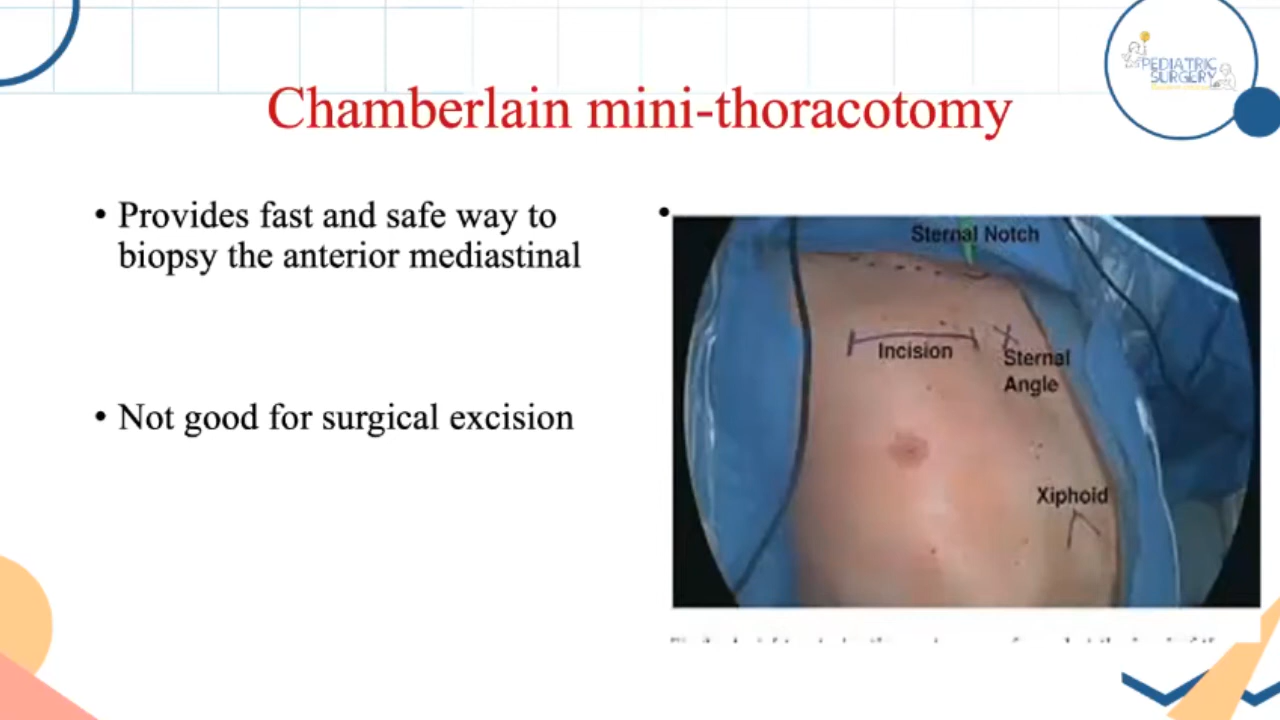 PEDIATRIC
SURGERY
Chamberlain mini-thoracotomy
• Provides fast and safe way to
biopsy the anterior mediastinal
• Not good for surgical excision
•
Sternal Notch
Incision
Sternal
Angle
Xiphoid